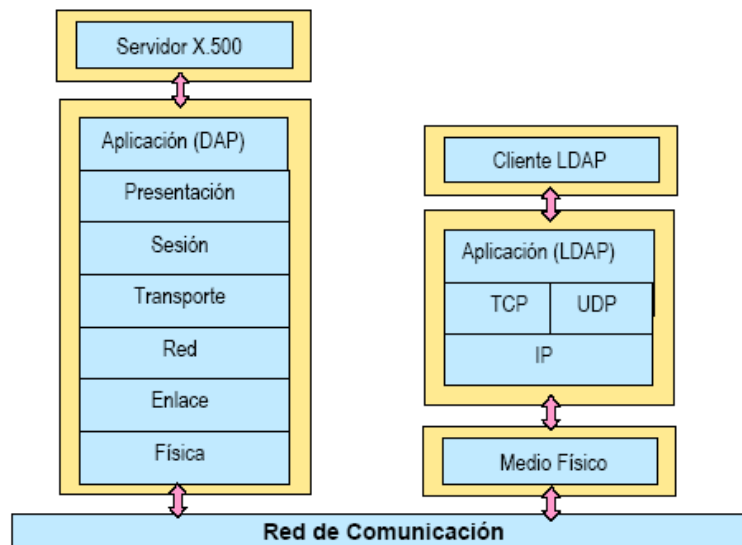 Servidor X.500
Aplicación (DAP)
Presentación
Sesión
Transporte
Red
Enlace
Física
Cliente LDAP
Aplicación (LDAP)
TCP
UDP
IP
Medio Físico
Red de Comunicación